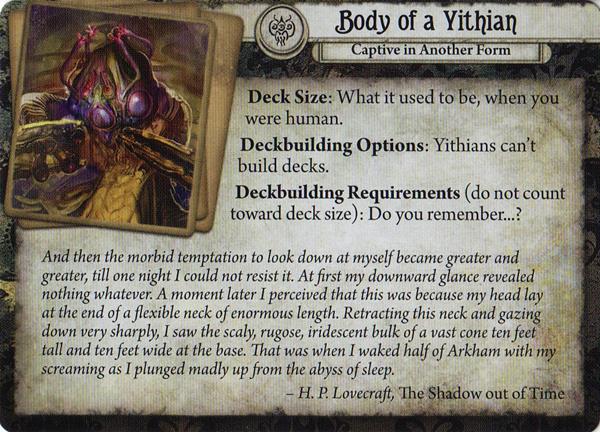 Body of a Yithian
Captive in Another Form
Deck Size: What it used to be, when you
were human.
Deckbuilding Options: Yithians can't
build decks.
Deckbuilding Requirements (do not count
toward deck size): Do you remember...?
And then the morbid temptation to look down at myself became greater and
greater, till one night I could not resist it. At first my downward glance revealed
nothing whatever. A moment later I perceived that this was because my head lay
at the end of a flexible neck of enormous length. Retracting this neck and gazing
down very sharply, I saw the scaly, rugose, iridescent bulk of a vast cone ten feet
tall and ten feet wide at the base. That was when I waked half of Arkham with my
screaming as I plunged madly up from the abyss of sleep.
– H. P. Lovecraft, The Shadow out of Time